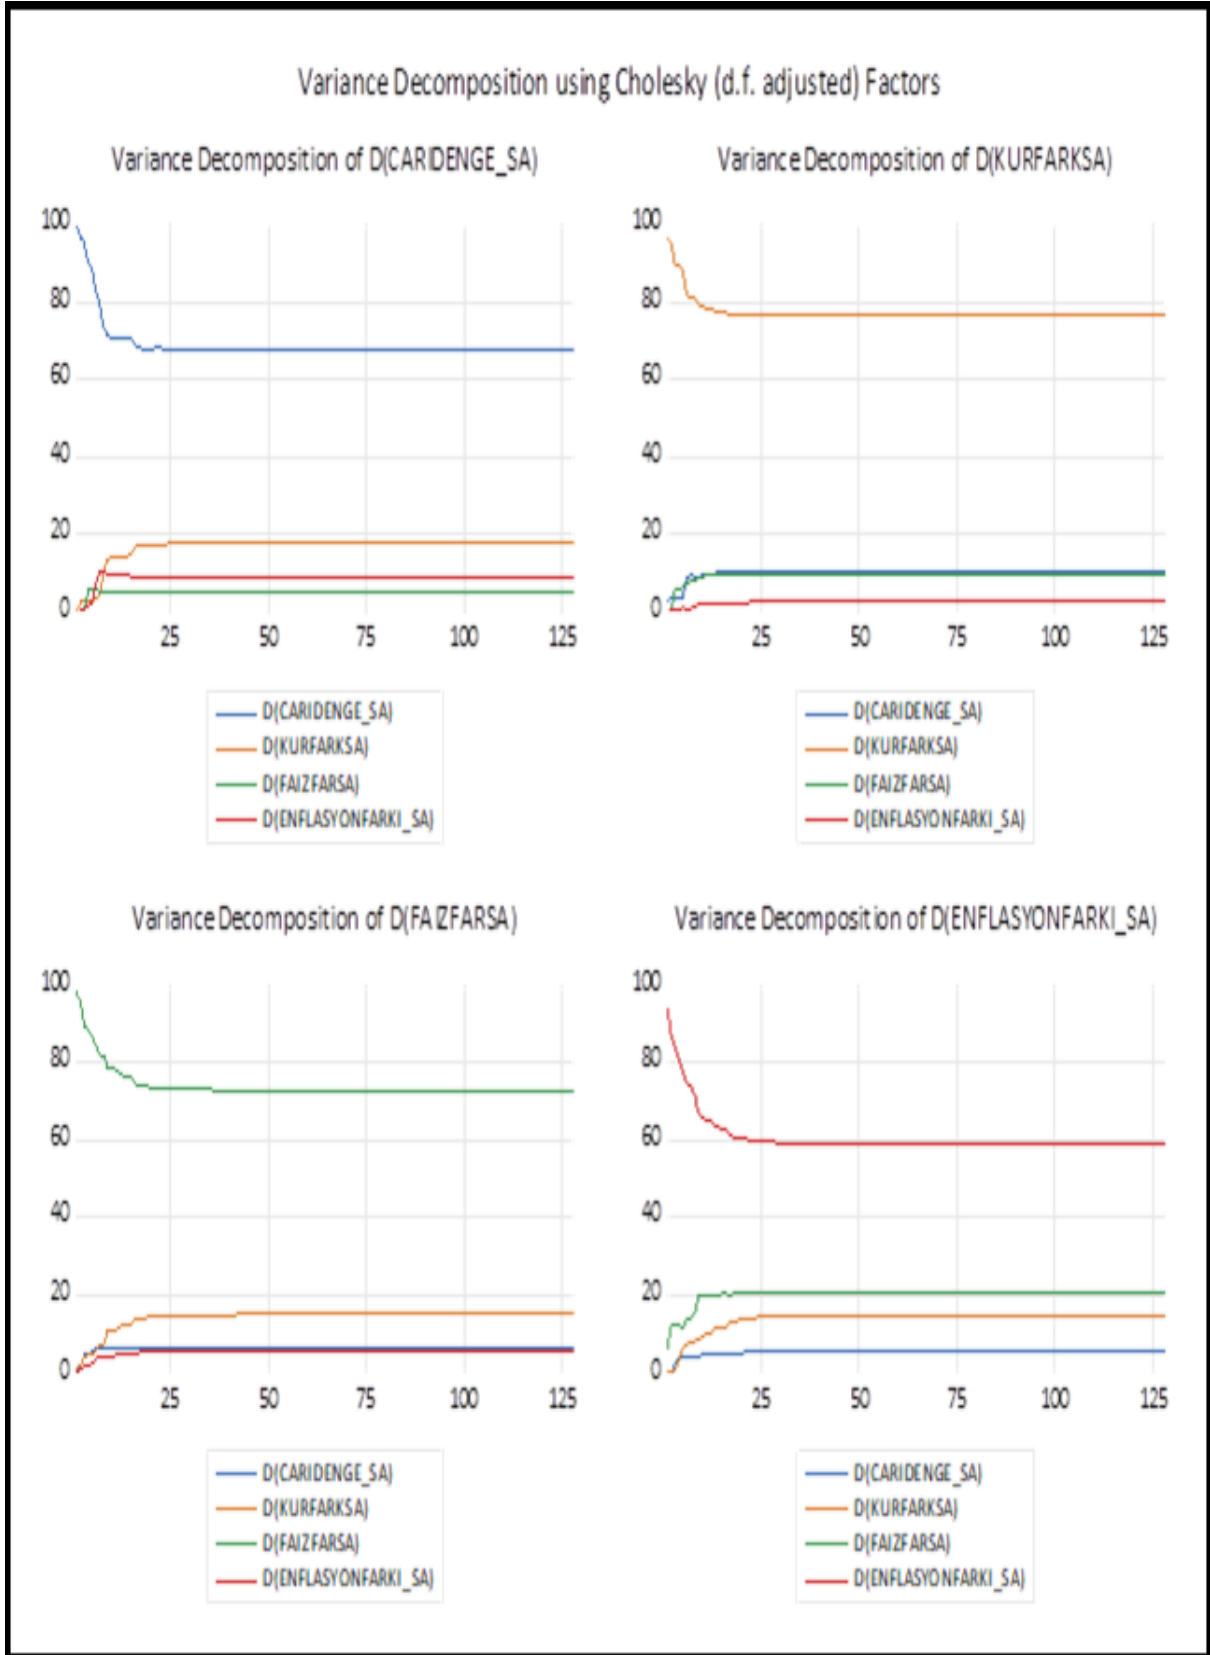 Variance Decomposition using Cholesky (d.f. adjusted) Factors
Variance Decomposition of D(CARIDENGE_SA)
100
80
60
40
20
0
25 50 75 100 125
D(CARIDENGE_SA)
D(KURFARKSA)
D(FAIZFARSA)
D(ENFLASYONFARKI_SA)
Variance Decomposition of D(KURFARKSA)
100
80
60
40
20
0
25 50 75 100 125
D(CARIDENGE_SA)
D(KURFARKSA)
D(FAIZFARSA)
D(ENFLASYONFARKI_SA)
Variance Decomposition of D(FAIZFARSA)
100
80
60
40
20
0
25 50 75 100 125
D(CARIDENGE_SA)
D(KURFARKSA)
D(FAIZFARSA)
D(ENFLASYONFARKI_SA)
Variance Decomposition of D(ENFLASYONFARKI_SA)
100
80
60
40
20
0
25 50 75 100 125
D(CARIDENGE_SA)
D(KURFARKSA)
D(FAIZFARSA)
D(ENFLASYONFARKI_SA)